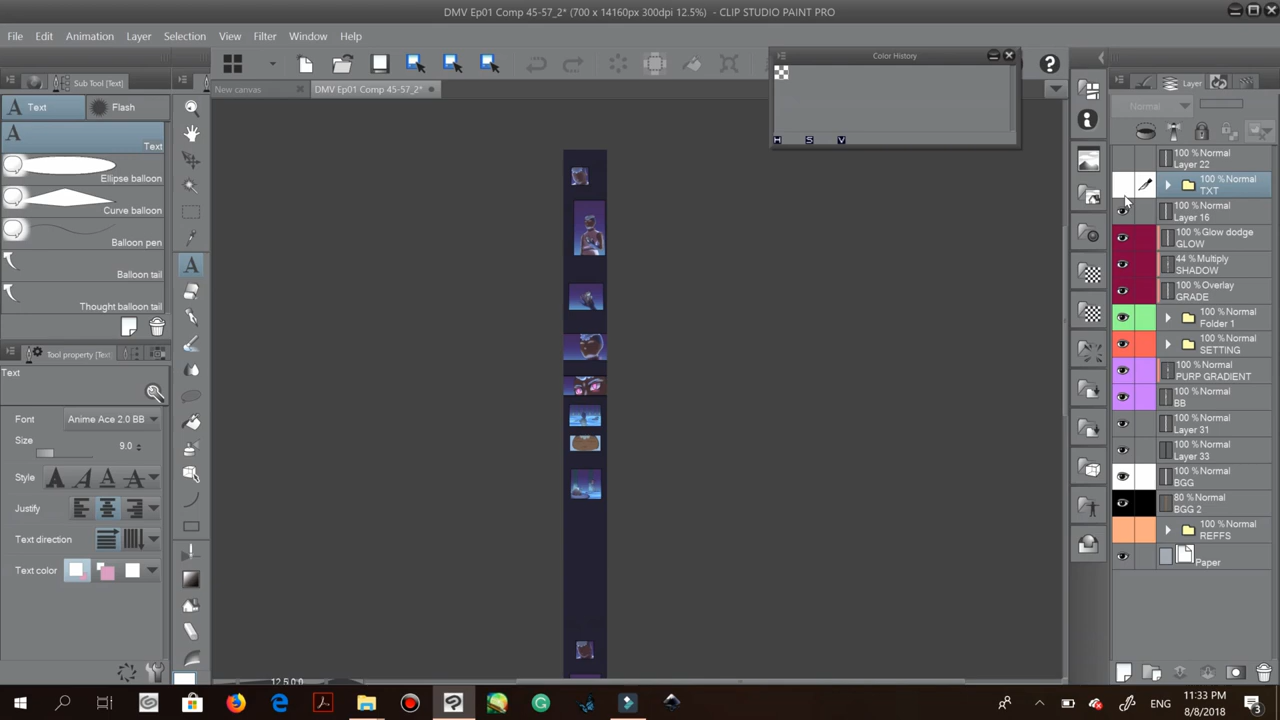 DMV Ep01 Comp 45-57_2* (700 x 14160px 300dpi 12.5%) - CLIP STUDIO PAINT PRO
File Edit Animation Layer Selection View Filter Window Help
Color History
H S V
Sub Tool [Text]
New canvas
DMV Ep01 Comp 45-57_2*
Layer
A Text
Flash
Normal
A
Text
Ellipse balloon
Curve balloon
Balloon pen
Balloon tail
Thought balloon tail
Tool property [Text]
Text
Font Anime Ace 2.0 BB
Size
9.0
Style
Justify
Text direction
Text color
100 %Normal
Layer 22
100 %Normal
TXT
100 %Normal
Layer 16
100 %Glow dodge
GLOW
44 %Multiply
SHADOW
100 %Overlay
GRADE
100 %Normal
Folder 1
100 %Normal
SETTING
100 %Normal
PURP GRADIENT
100 %Normal
BB
100 %Normal
Layer 31
100 %Normal
Layer 33
100 %Normal
BGG
80 %Normal
BGG 2
100 %Normal
REFFS
Paper
ENG
11:33 PM
8/8/2018
3